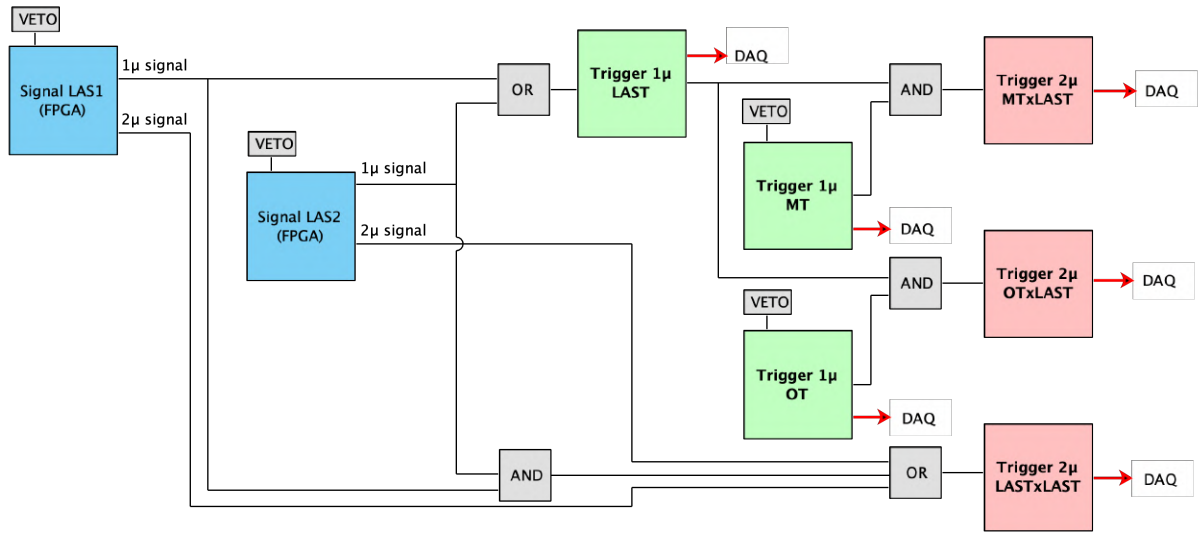 VETO
Signal LAS1
(FPGA)
1μ signal
2μ signal
VETO
Signal LAS2
(FPGA)
1μ signal
2μ signal
OR
Trigger 1μ
LAST
DAQ
AND
Trigger 2μ
MTxLAST
DAQ
VETO
Trigger 1μ
MT
DAQ
AND
Trigger 2μ
OTxLAST
DAQ
VETO
Trigger 1μ
OT
DAQ
AND
OR
Trigger 2μ
LASTxLAST
DAQ